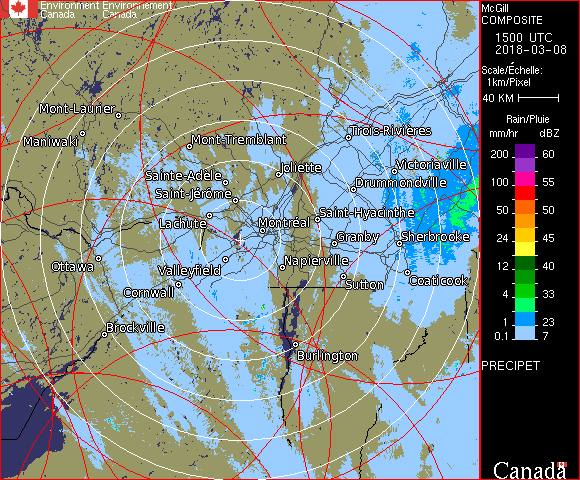 Environment Environnement
Canada Canada
McGill
COMPOSITE
1500 UTC
2018-03-08
Scale/Échelle:
1km/Pixel
40 KM
Rain/Pluie
mm/hr dBZ
200 60
100 55
50 50
24 45
12 40
4 33
1 23
0.1 7
PRECIPET
Canada
Mont-Laurier
Maniwaki
Mont-Tremblant
Trois-Rivières
Joliette
Victoriaville
Sainte-Adèle
Drummondville
Saint-Jérôme
Saint-Hyacinthe
Lachute
Montréal
Granby
Sherbrooke
Ottawa
Valleyfield
Napierville
Sutton
Coaticook
Cornwall
Brockville
Burlington